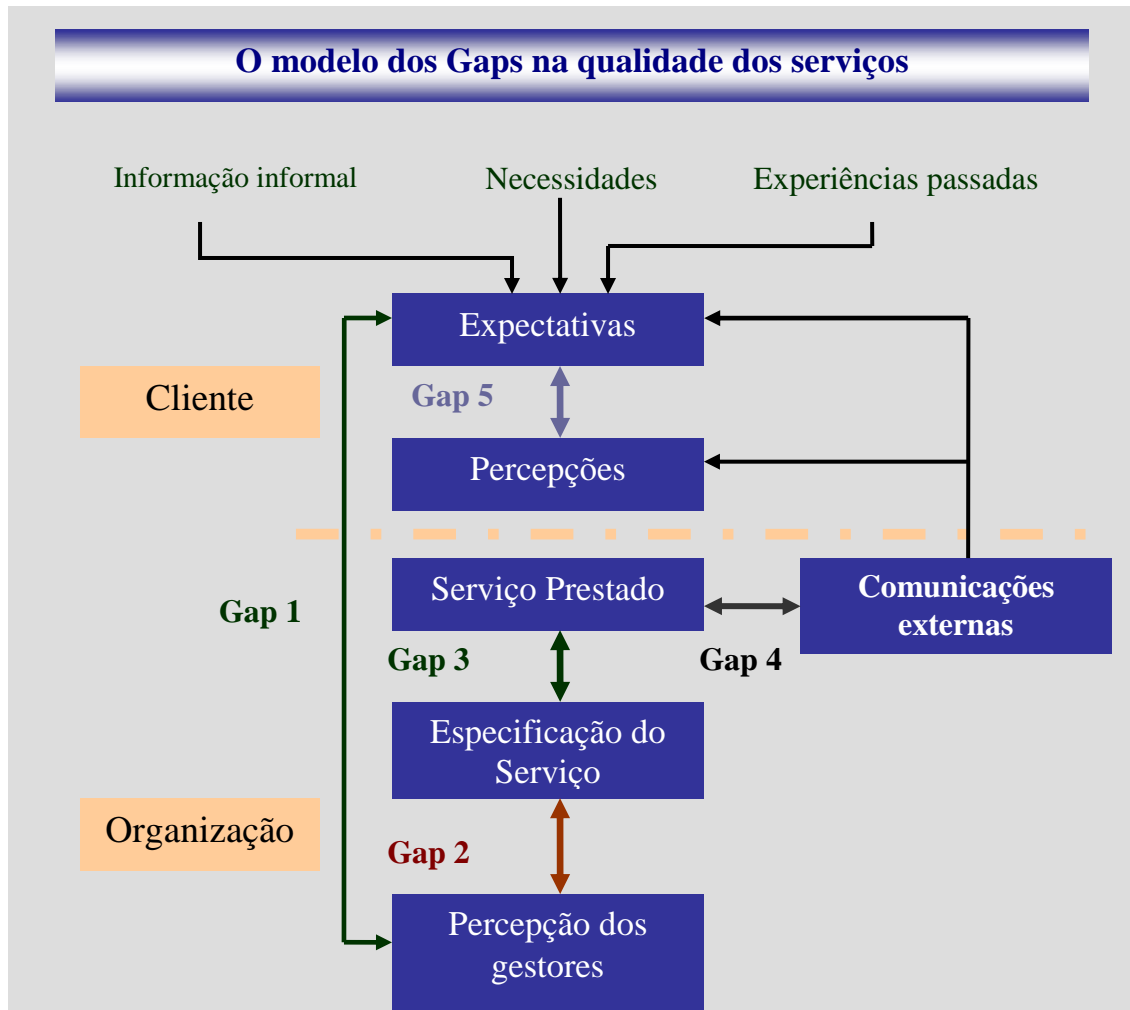 O modelo dos Gaps na qualidade dos serviços
Informação informal
Necessidades
Experiências passadas
Expectativas
Cliente
Gap 5
Percepções
Serviço Prestado
Comunicações
externas
Gap 1
Gap 3
Gap 4
Especificação do
Serviço
Organização
Gap 2
Percepção dos
gestores